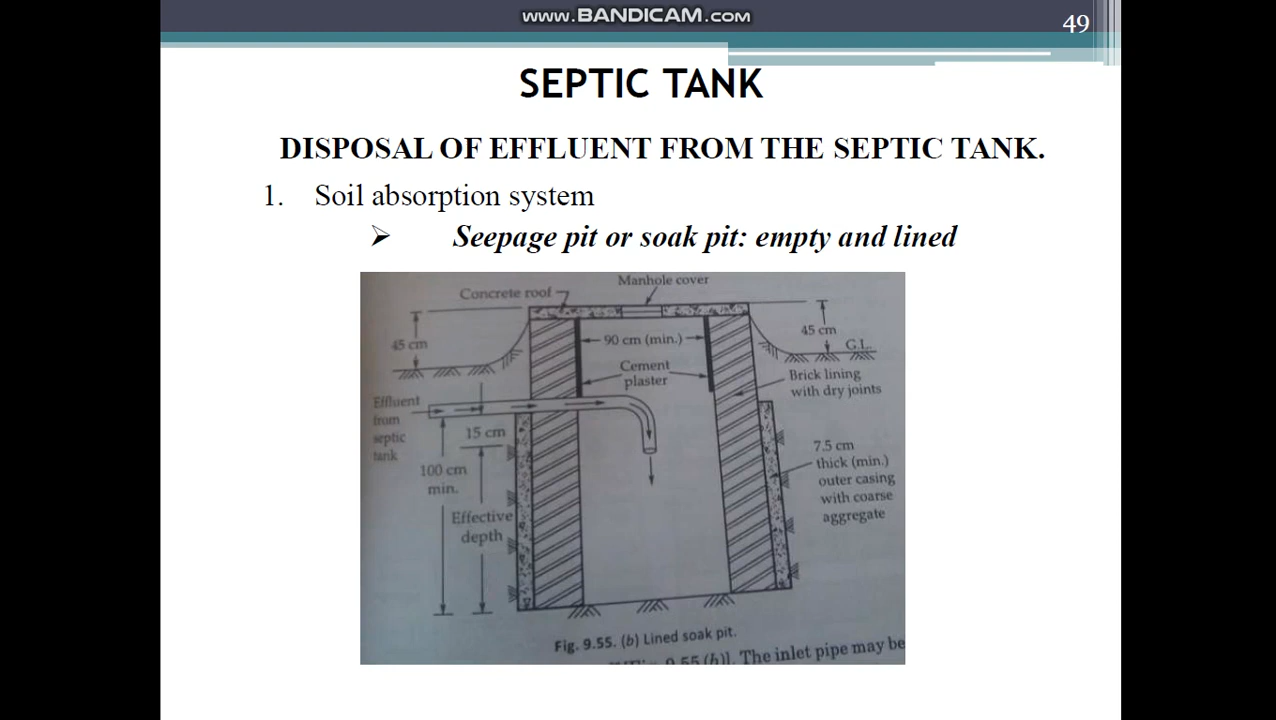 WWW.BANDICAM.COM
49
SEPTIC TANK
DISPOSAL OF EFFLUENT FROM THE SEPTIC TANK.
1. Soil absorption system
➢ Seepage pit or soak pit: empty and lined
Manhole cover
Concrete roof
45 cm
90 cm (min.)
45 cm
G.L.
Cement
plaster
Brick lining
with dry joints
Effluent
from
septic
tank
15 cm
100 cm
min.
Effective
depth
7.5 cm
thick (min.)
outer casing
with coarse
aggregate
Fig. 9.55. (b) Lined soak pit.
9.55 (b)]. The inlet pipe may be